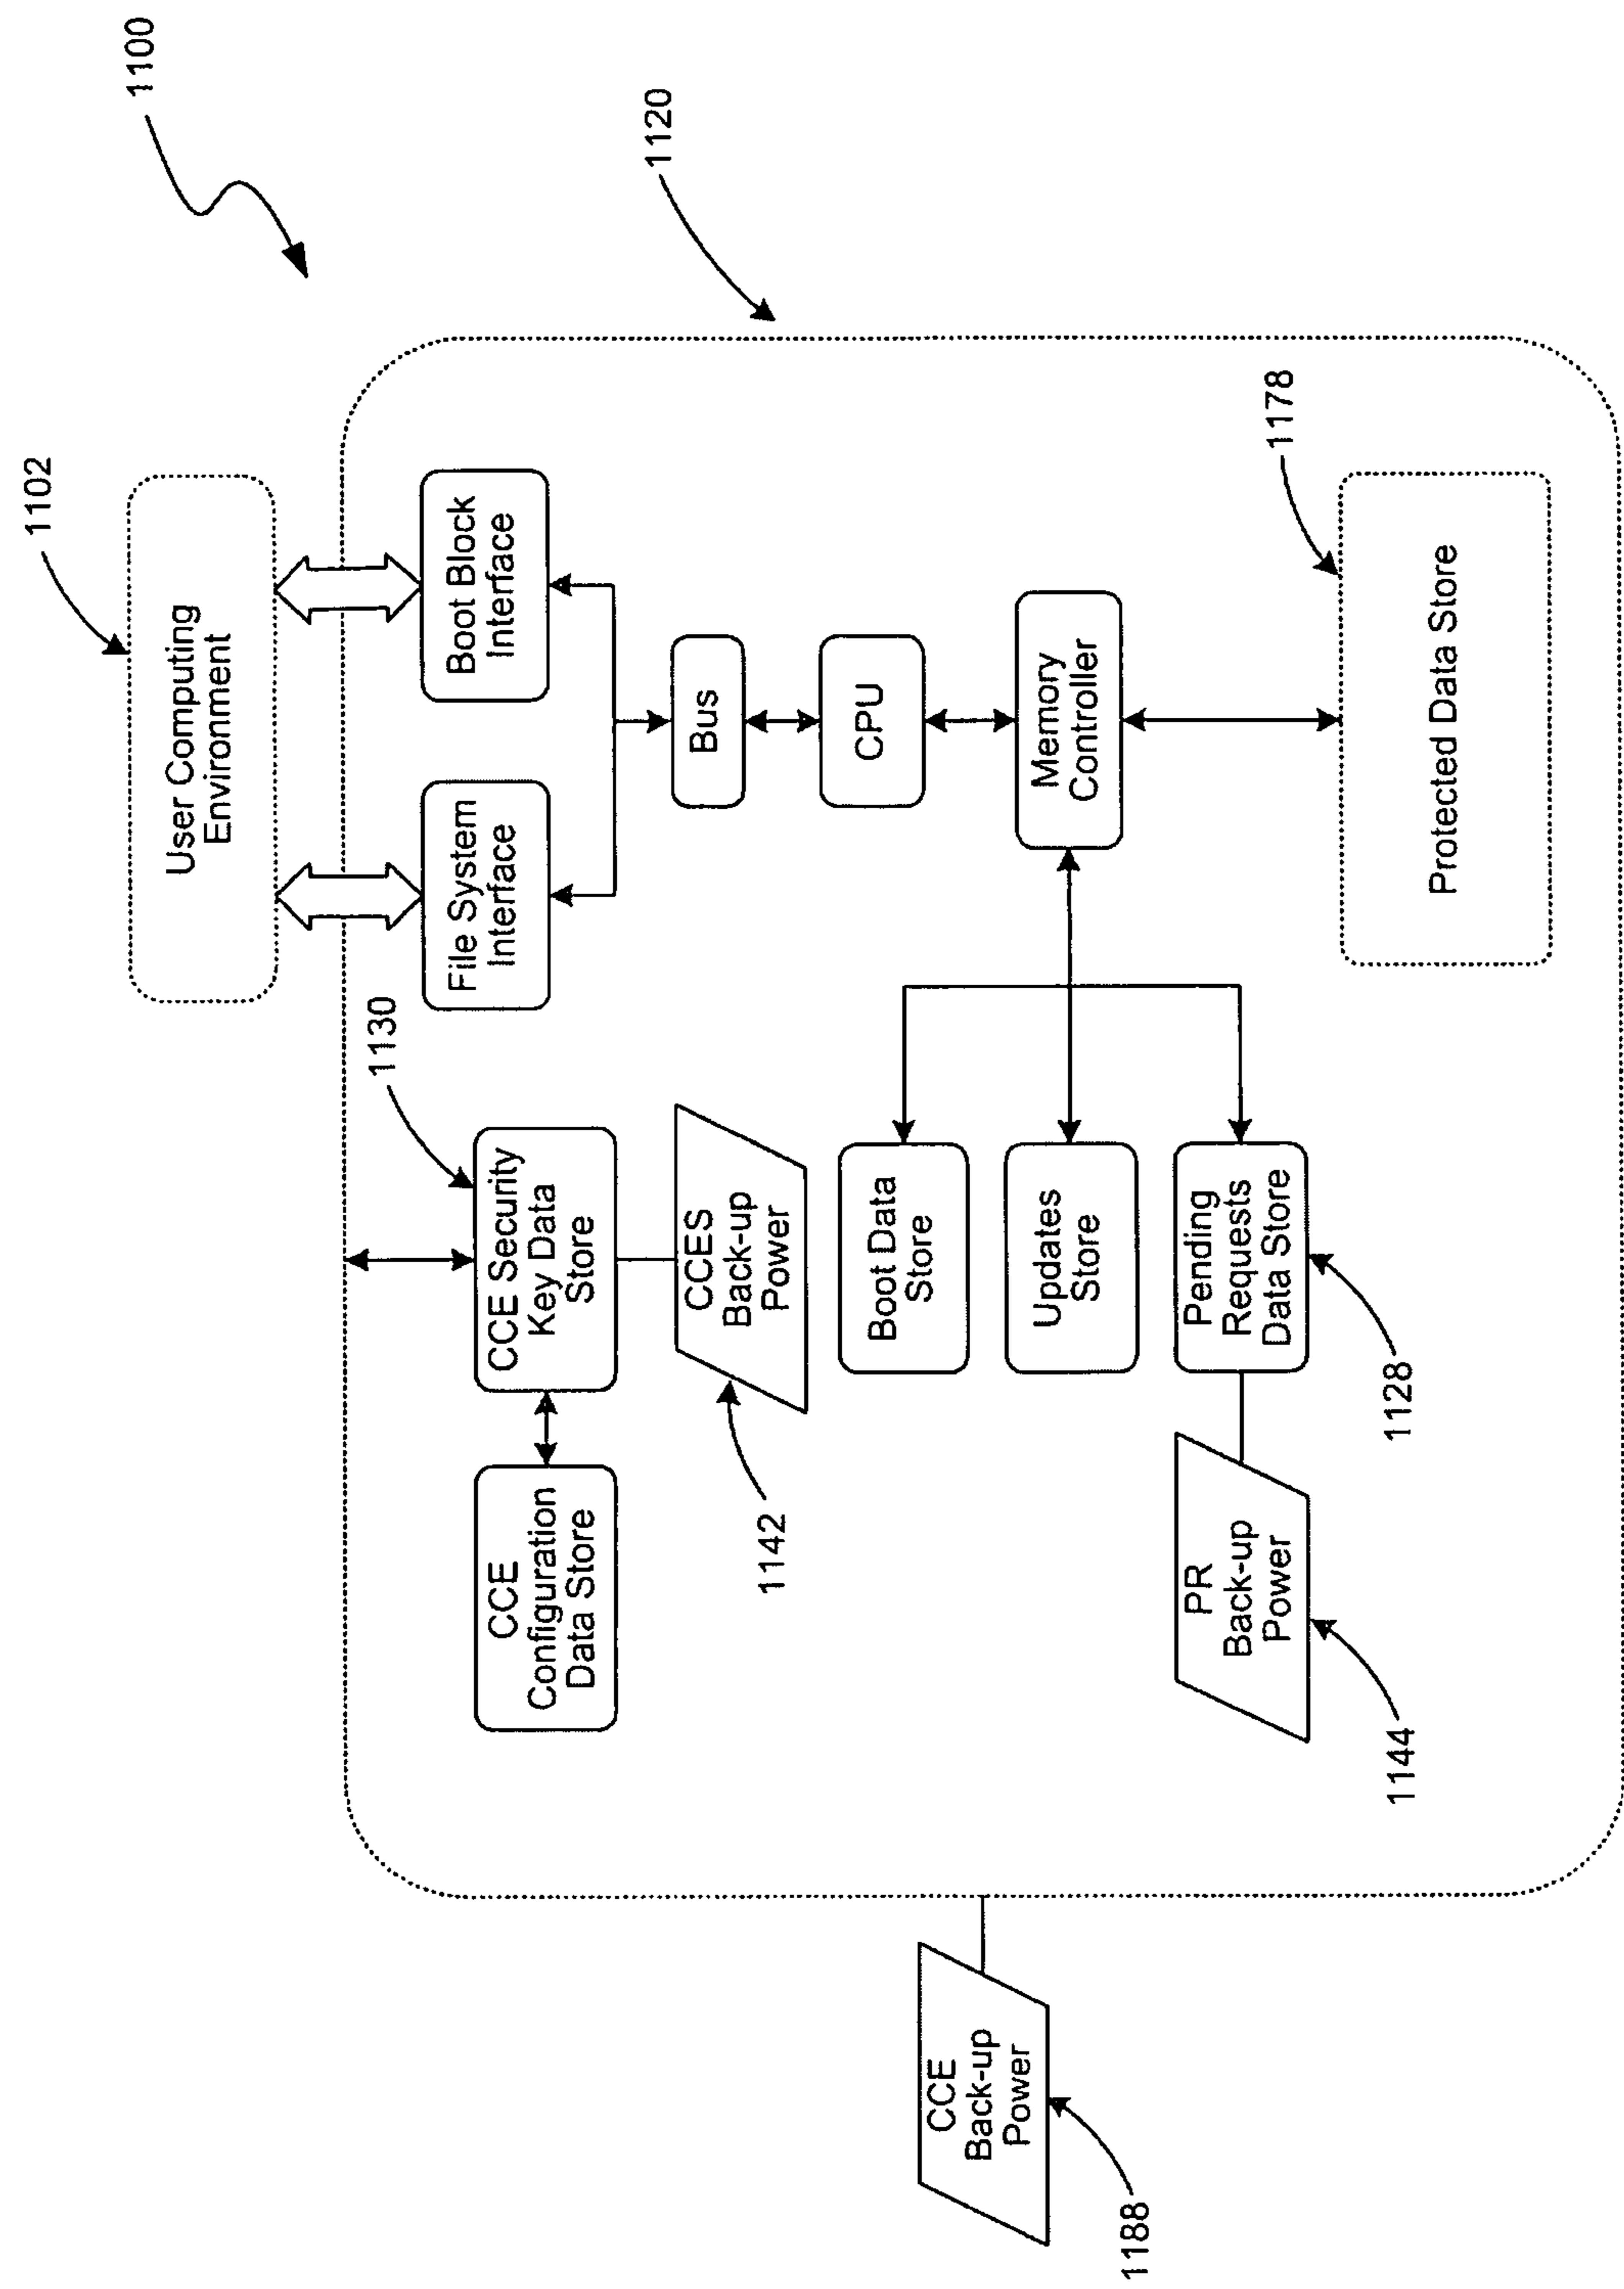 1100
1102
User Computing
Environment
1120
File System
Interface
Boot Block
Interface
1130
CCE
Configuration
Data Store
CCE Security
Key Data
Store
Bus
CCES
Back-up
Power
1142
CPU
Boot Data
Store
Memory
Controller
Updates
Store
1188
CCE
Back-up
Power
PR
Back-up
Power
1144
Pending
Requests
Data Store
1128
1178
Protected Data Store